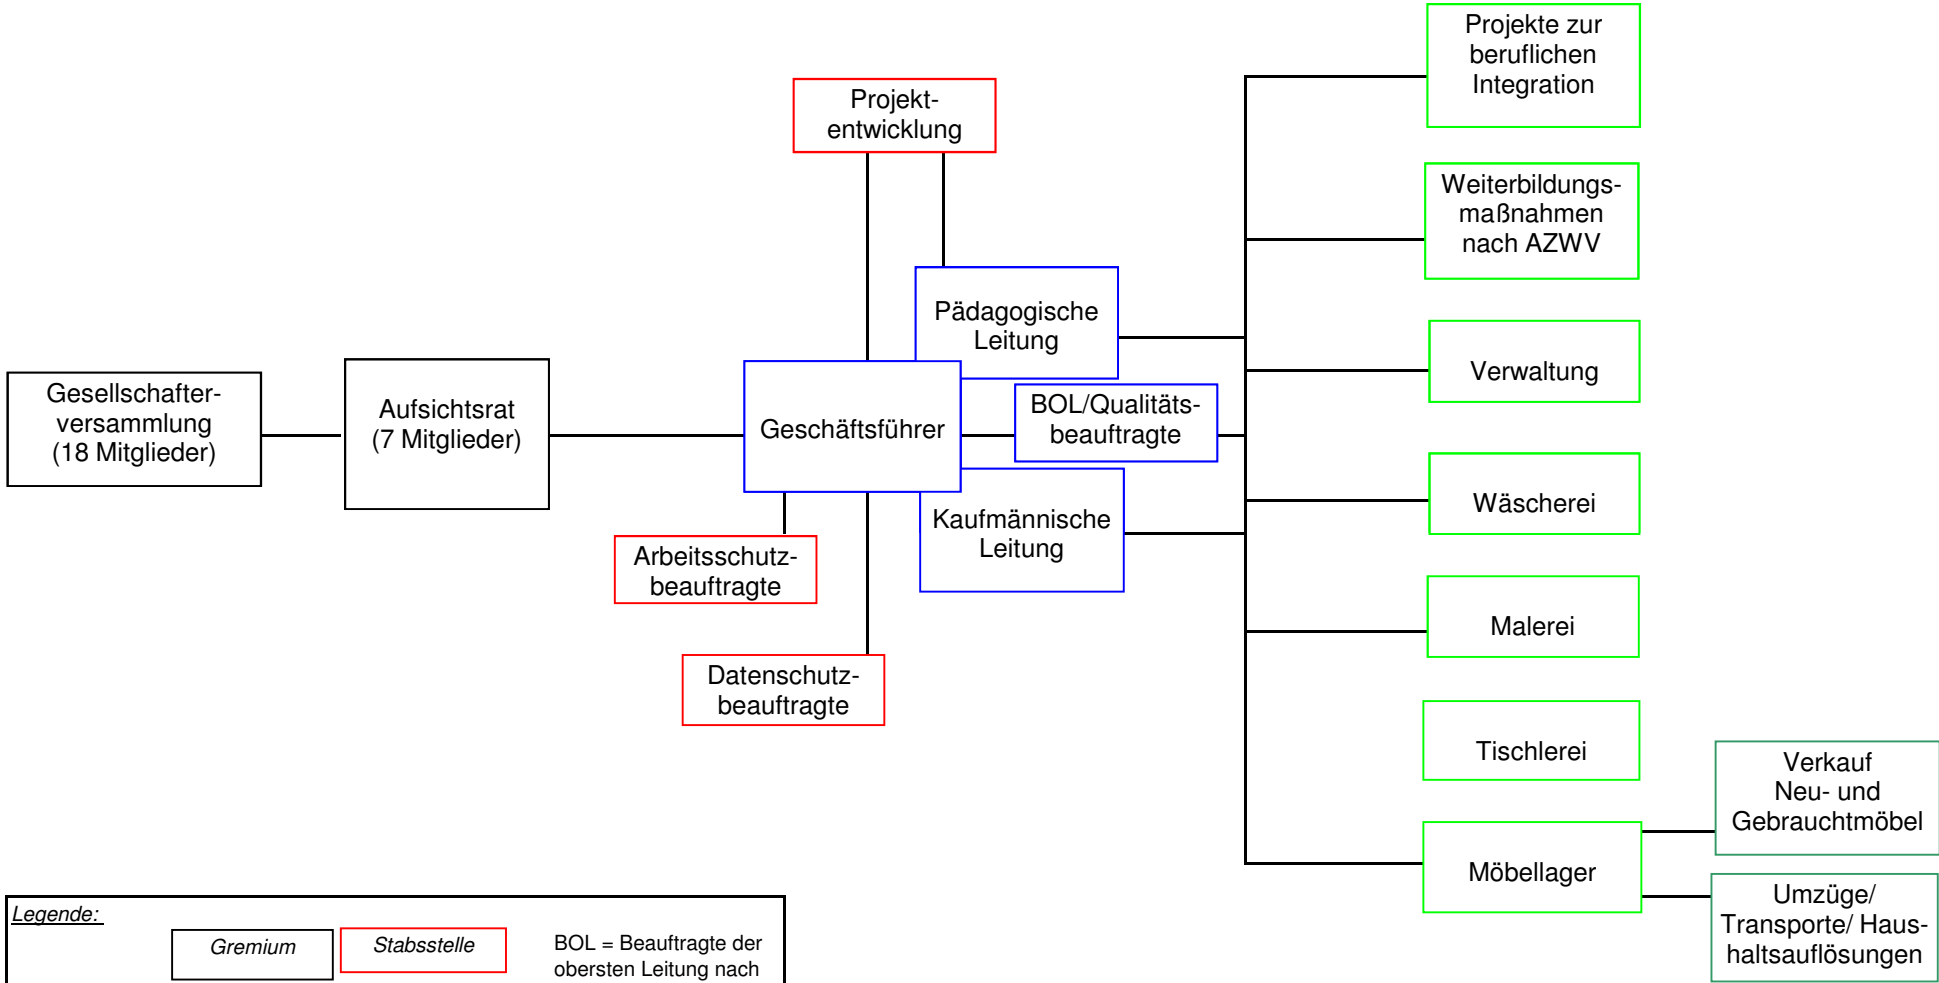 Projekte zur
beruflichen
Integration
Projekt-
entwicklung
Weiterbildungs-
maßnahmen
nach AZWV
Pädagogische
Leitung
Verwaltung
Gesellschafter-
versammlung
(18 Mitglieder)
Aufsichtsrat
(7 Mitglieder)
Geschäftsführer
BOL/Qualitäts-
beauftragte
Wäscherei
Kaufmännische
Leitung
Arbeitsschutz-
beauftragte
Malerei
Datenschutz-
beauftragte
Tischlerei
Verkauf
Neu- und
Gebrauchtmöbel
Möbellager
Umzüge/
Transporte/ Haus-
haltsauflösungen
Legende:
Gremium
Stabsstelle
BOL = Beauftragte der
obersten Leitung nach